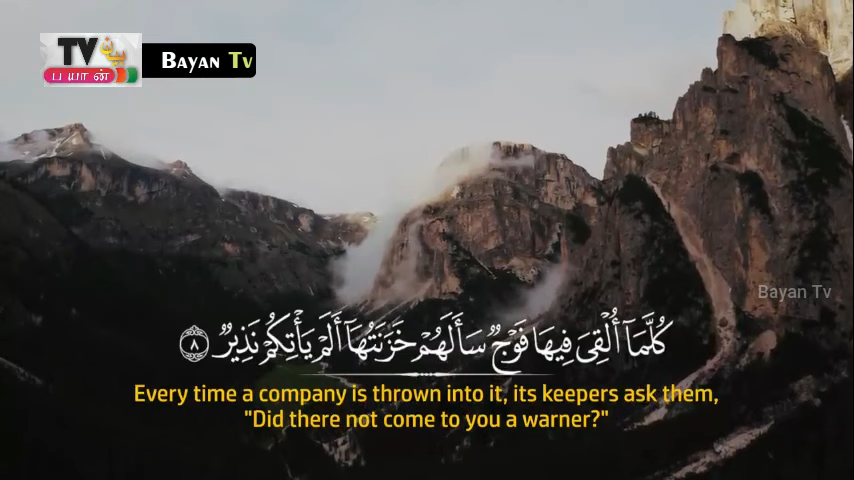 TV பயான்
Bayan Tv
Bayan Tv
كُلَّمَآ أُلْقِىَ فِيهَا فَوْجٌ سَأَلَهُمْ خَزَنَتُهَآ أَلَمْ يَأْتِكُمْ نَذِيرٌ ٨
Every time a company is thrown into it, its keepers ask them,
"Did there not come to you a warner?"